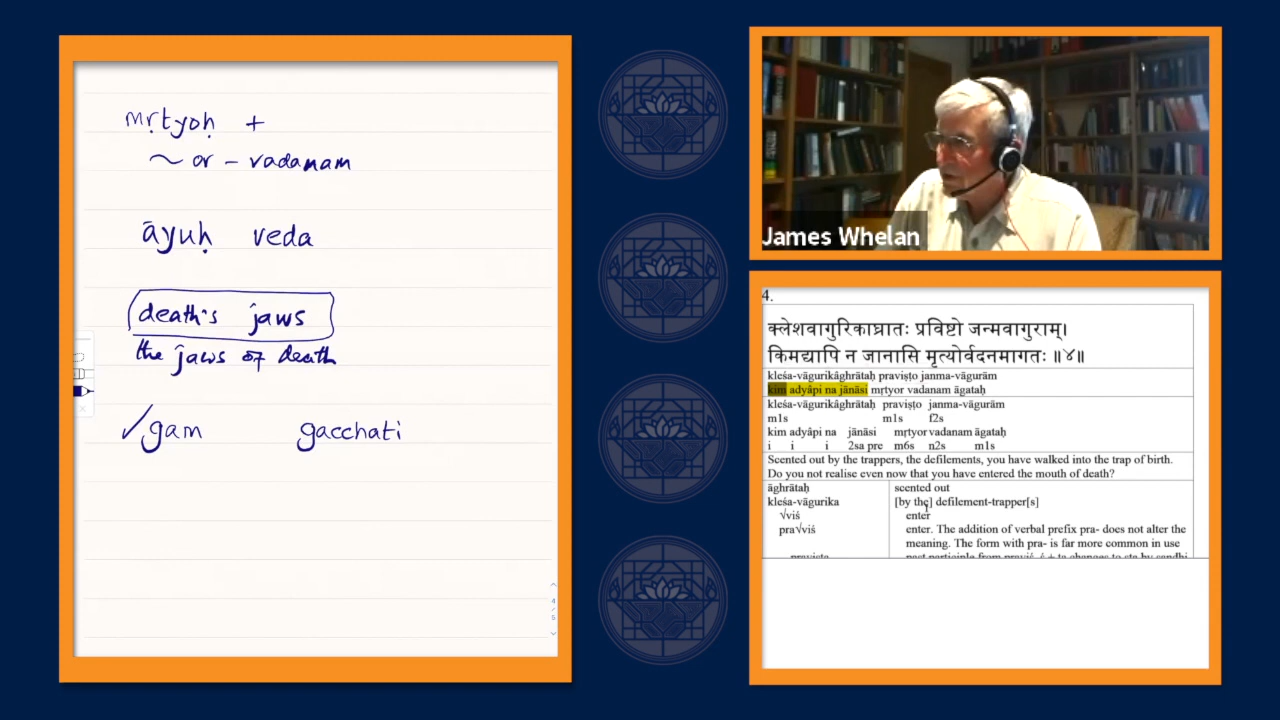 mṛtyoḥ +
~ or - vadanam
āyuḥ veda
death's jaws
the jaws of death
√gam gacchati
4
5
James Whelan
4.
क्लेशवागुरिकाघ्रातः प्रविष्टो जन्मवागुराम्।
किमद्यापि न जानासि मृत्योर्वदनमागतः ॥४॥
kleśa-vāgurikâghrātaḥ praviṣṭo janma-vāgurām
kim adyâpi na jānāsi mṛtyor vadanam āgataḥ
kleśa-vāgurikâghrātaḥ praviṣṭo janma-vāgurām
m1s m1s f2s
kim adyâpi na jānāsi mṛtyor vadanam āgataḥ
i i i 2sa pre m6s n2s m1s
Scented out by the trappers, the defilements, you have walked into the trap of birth.
Do you not realise even now that you have entered the mouth of death?
āghrātaḥ scented out
kleśa-vāgurika [by the] defilement-trapper[s]
√viś enter
pra√viś enter. The addition of verbal prefix pra- does not alter the
meaning. The form with pra- is far more common in use